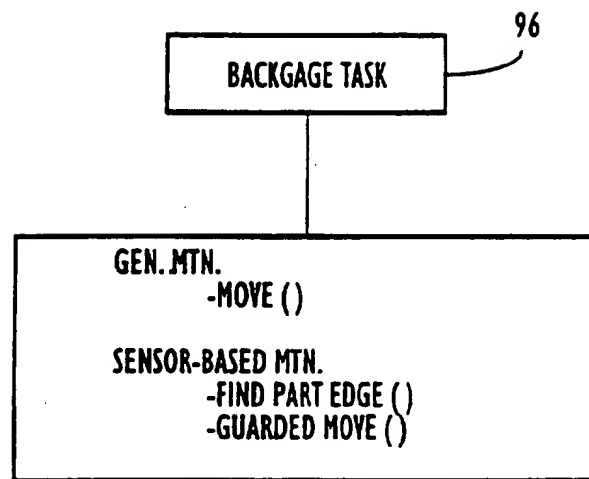 96
BACKGAGE TASK
GEN. MTN.
-MOVE ()
SENSOR-BASED MTN.
-FIND PART EDGE ()
-GUARDED MOVE ()